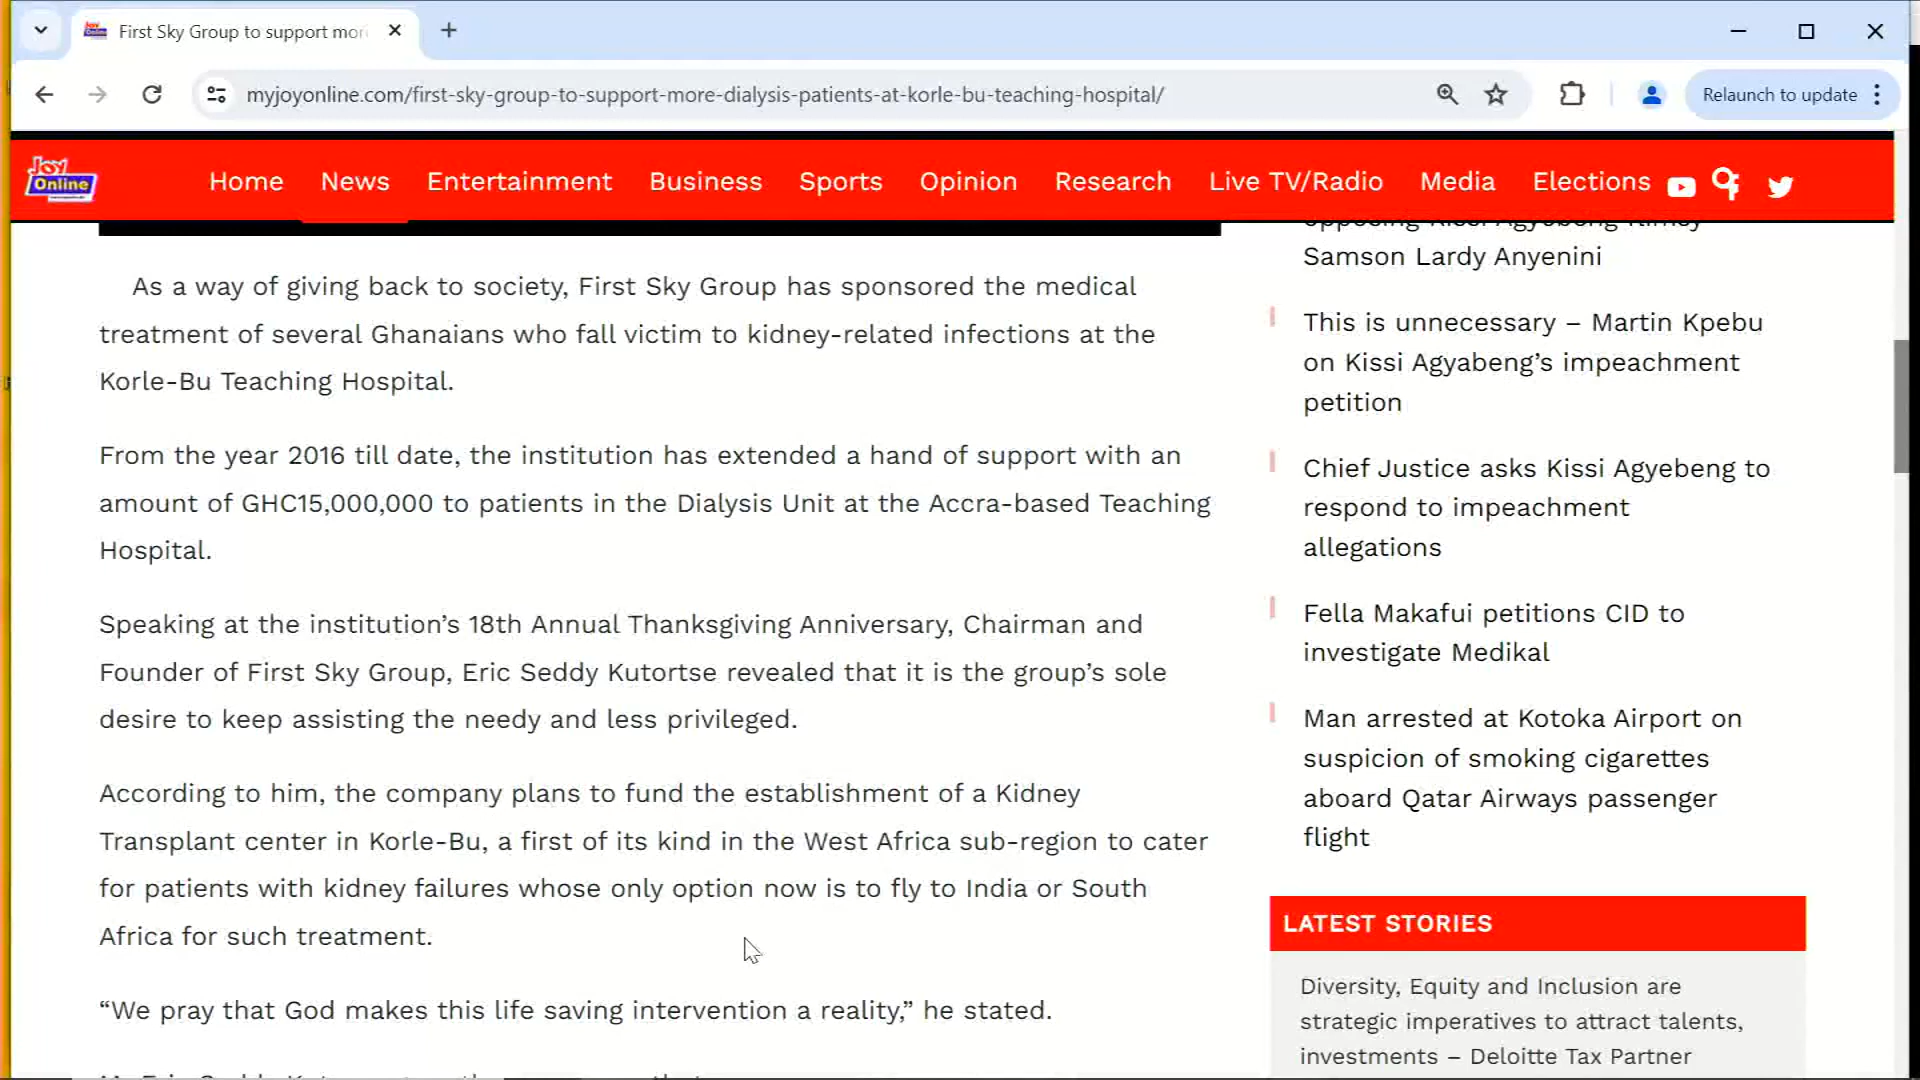 First Sky Group to support mor
myjoyonline.com/first-sky-group-to-support-more-dialysis-patients-at-korle-bu-teaching-hospital/
Relaunch to update
Joy
Online
Home News Entertainment Business Sports Opinion Research Live TV/Radio Media Elections
As a way of giving back to society, First Sky Group has sponsored the medical
treatment of several Ghanaians who fall victim to kidney-related infections at the
Korle-Bu Teaching Hospital.
From the year 2016 till date, the institution has extended a hand of support with an
amount of GHC15,000,000 to patients in the Dialysis Unit at the Accra-based Teaching
Hospital.
Speaking at the institution’s 18th Annual Thanksgiving Anniversary, Chairman and
Founder of First Sky Group, Eric Seddy Kutortse revealed that it is the group’s sole
desire to keep assisting the needy and less privileged.
According to him, the company plans to fund the establishment of a Kidney
Transplant center in Korle-Bu, a first of its kind in the West Africa sub-region to cater
for patients with kidney failures whose only option now is to fly to India or South
Africa for such treatment.
“We pray that God makes this life saving intervention a reality,” he stated.
Samson Lardy Anyenini
This is unnecessary – Martin Kpebu
on Kissi Agyabeng’s impeachment
petition
Chief Justice asks Kissi Agyebeng to
respond to impeachment
allegations
Fella Makafui petitions CID to
investigate Medikal
Man arrested at Kotoka Airport on
suspicion of smoking cigarettes
aboard Qatar Airways passenger
flight
LATEST STORIES
Diversity, Equity and Inclusion are
strategic imperatives to attract talents,
investments – Deloitte Tax Partner